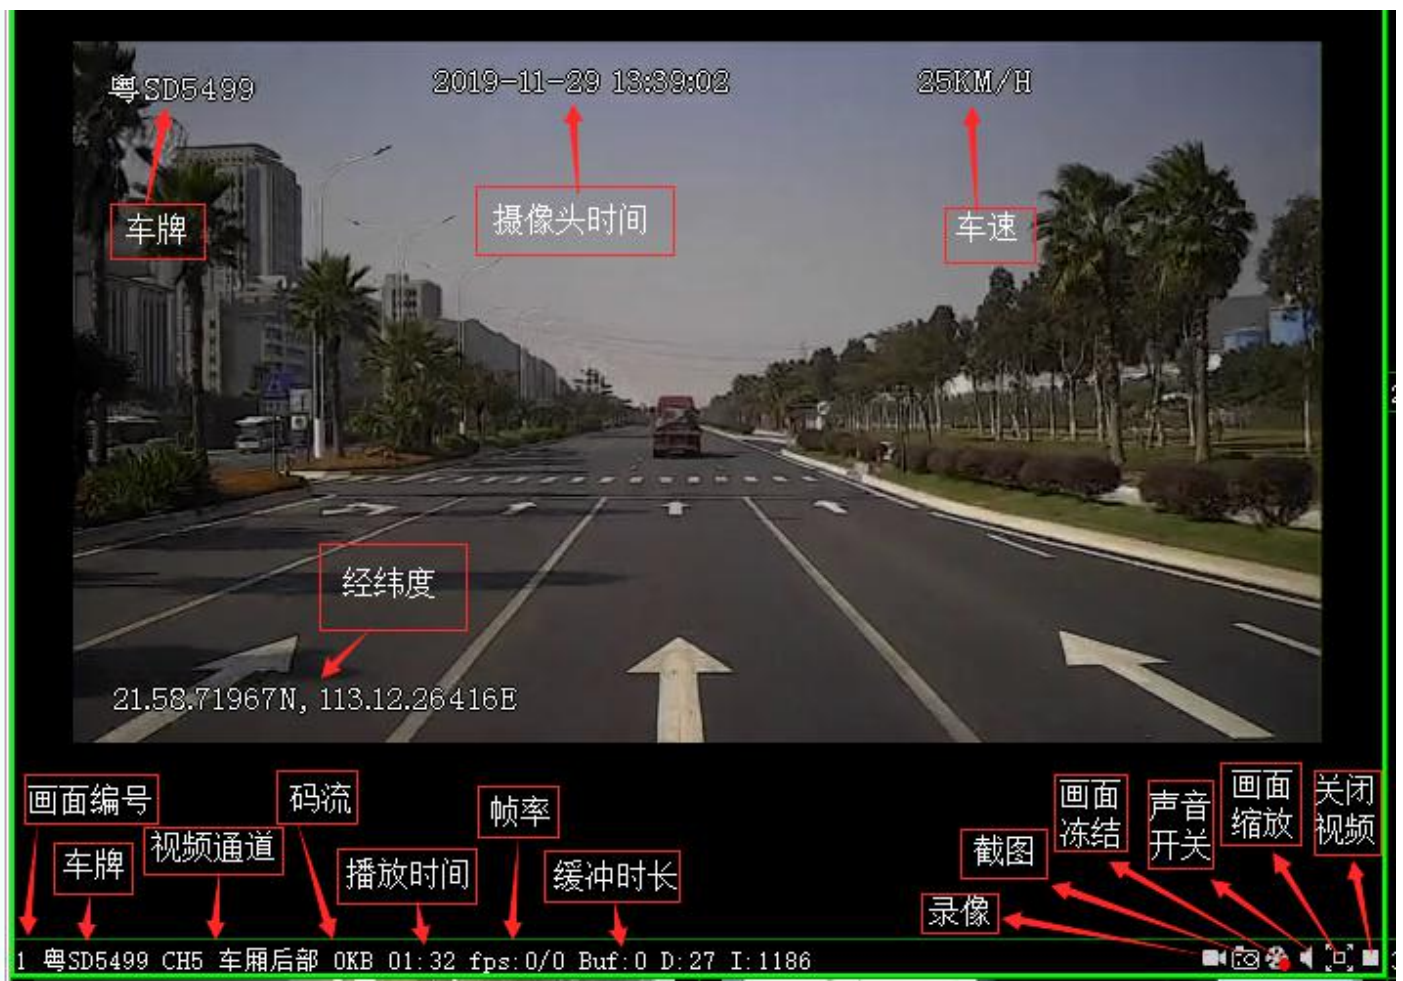 粤SD5499
2019-11-29 13:39:02
25KM/H
车牌
摄像头时间
车速
经纬度
21.58.71967N, 113.12.26416E
画面编号
车牌
视频通道
码流
播放时间
帧率
缓冲时长
录像
截图
画面
冻结
声音
开关
画面
缩放
关闭
视频
1 粤SD5499 CH5 车厢后部 0KB 01:32 fps:0/0 Buf:0 D:27 I:1186